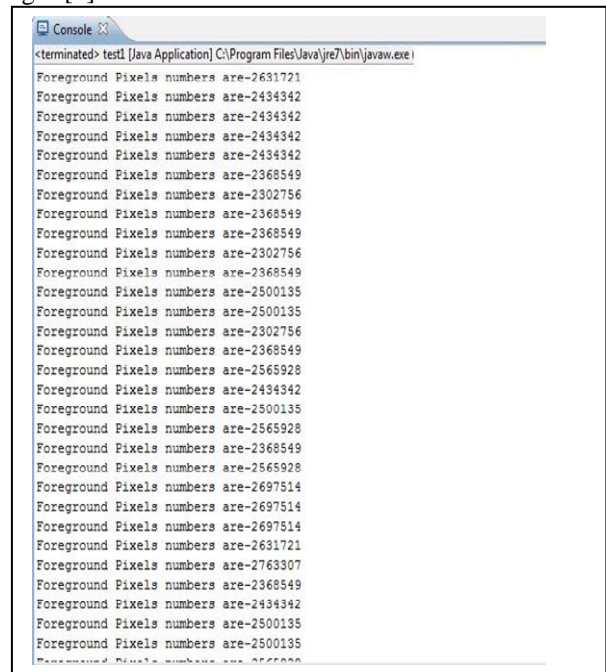 Console
<terminated> test1 [Java Application] C:\Program Files\Java\jre7\bin\javaw.exe (
Foreground Pixels numbers are-2631721
Foreground Pixels numbers are-2434342
Foreground Pixels numbers are-2434342
Foreground Pixels numbers are-2434342
Foreground Pixels numbers are-2434342
Foreground Pixels numbers are-2368549
Foreground Pixels numbers are-2302756
Foreground Pixels numbers are-2368549
Foreground Pixels numbers are-2368549
Foreground Pixels numbers are-2302756
Foreground Pixels numbers are-2368549
Foreground Pixels numbers are-2500135
Foreground Pixels numbers are-2500135
Foreground Pixels numbers are-2302756
Foreground Pixels numbers are-2368549
Foreground Pixels numbers are-2565928
Foreground Pixels numbers are-2434342
Foreground Pixels numbers are-2500135
Foreground Pixels numbers are-2565928
Foreground Pixels numbers are-2368549
Foreground Pixels numbers are-2565928
Foreground Pixels numbers are-2697514
Foreground Pixels numbers are-2697514
Foreground Pixels numbers are-2697514
Foreground Pixels numbers are-2631721
Foreground Pixels numbers are-2763307
Foreground Pixels numbers are-2368549
Foreground Pixels numbers are-2434342
Foreground Pixels numbers are-2500135
Foreground Pixels numbers are-2500135